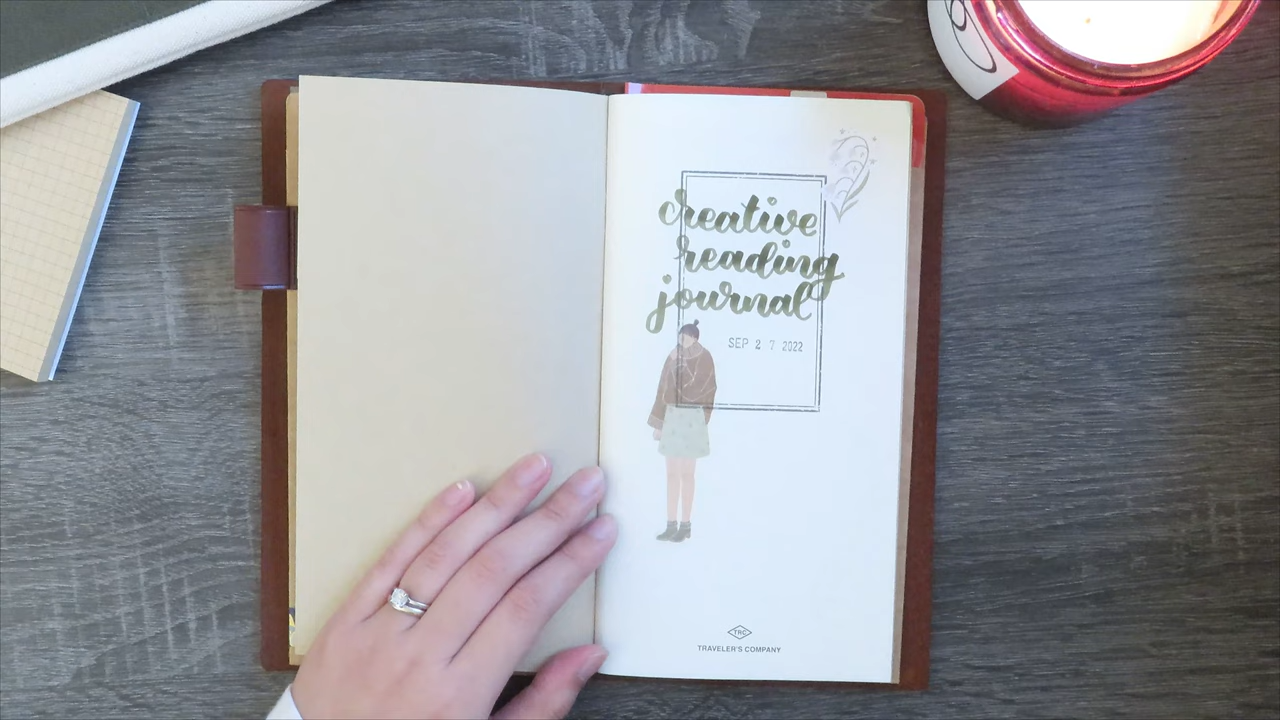 creative
reading
journal
SEP 2 7 2022
TRC
TRAVELER'S COMPANY